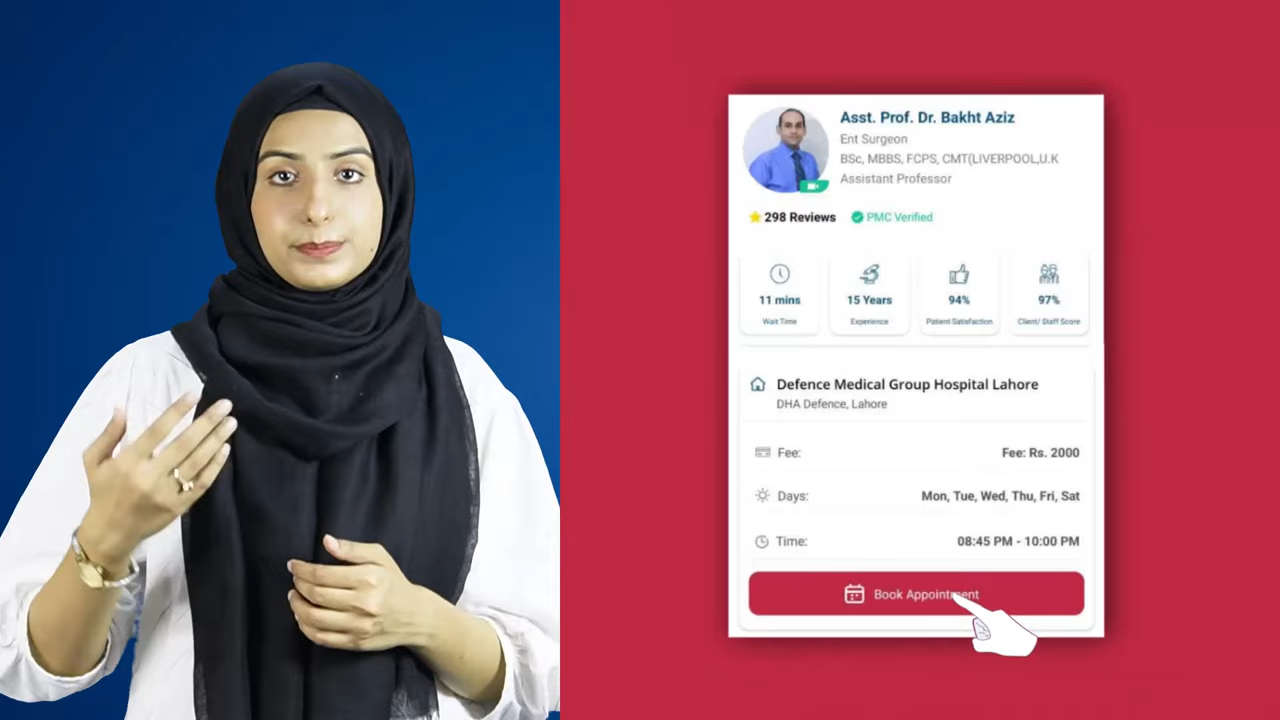 Asst. Prof. Dr. Bakht Aziz
Ent Surgeon
BSc, MBBS, FCPS, CMT(LIVERPOOL,U.K
Assistant Professor
298 Reviews PMC Verified
11 mins 15 Years 94% 97%
Wait Time Experience Patient Satisfaction Client/ Staff Score
Defence Medical Group Hospital Lahore
DHA Defence, Lahore
Fee: Fee: Rs. 2000
Days: Mon, Tue, Wed, Thu, Fri, Sat
Time: 08:45 PM - 10:00 PM
Book Appointment